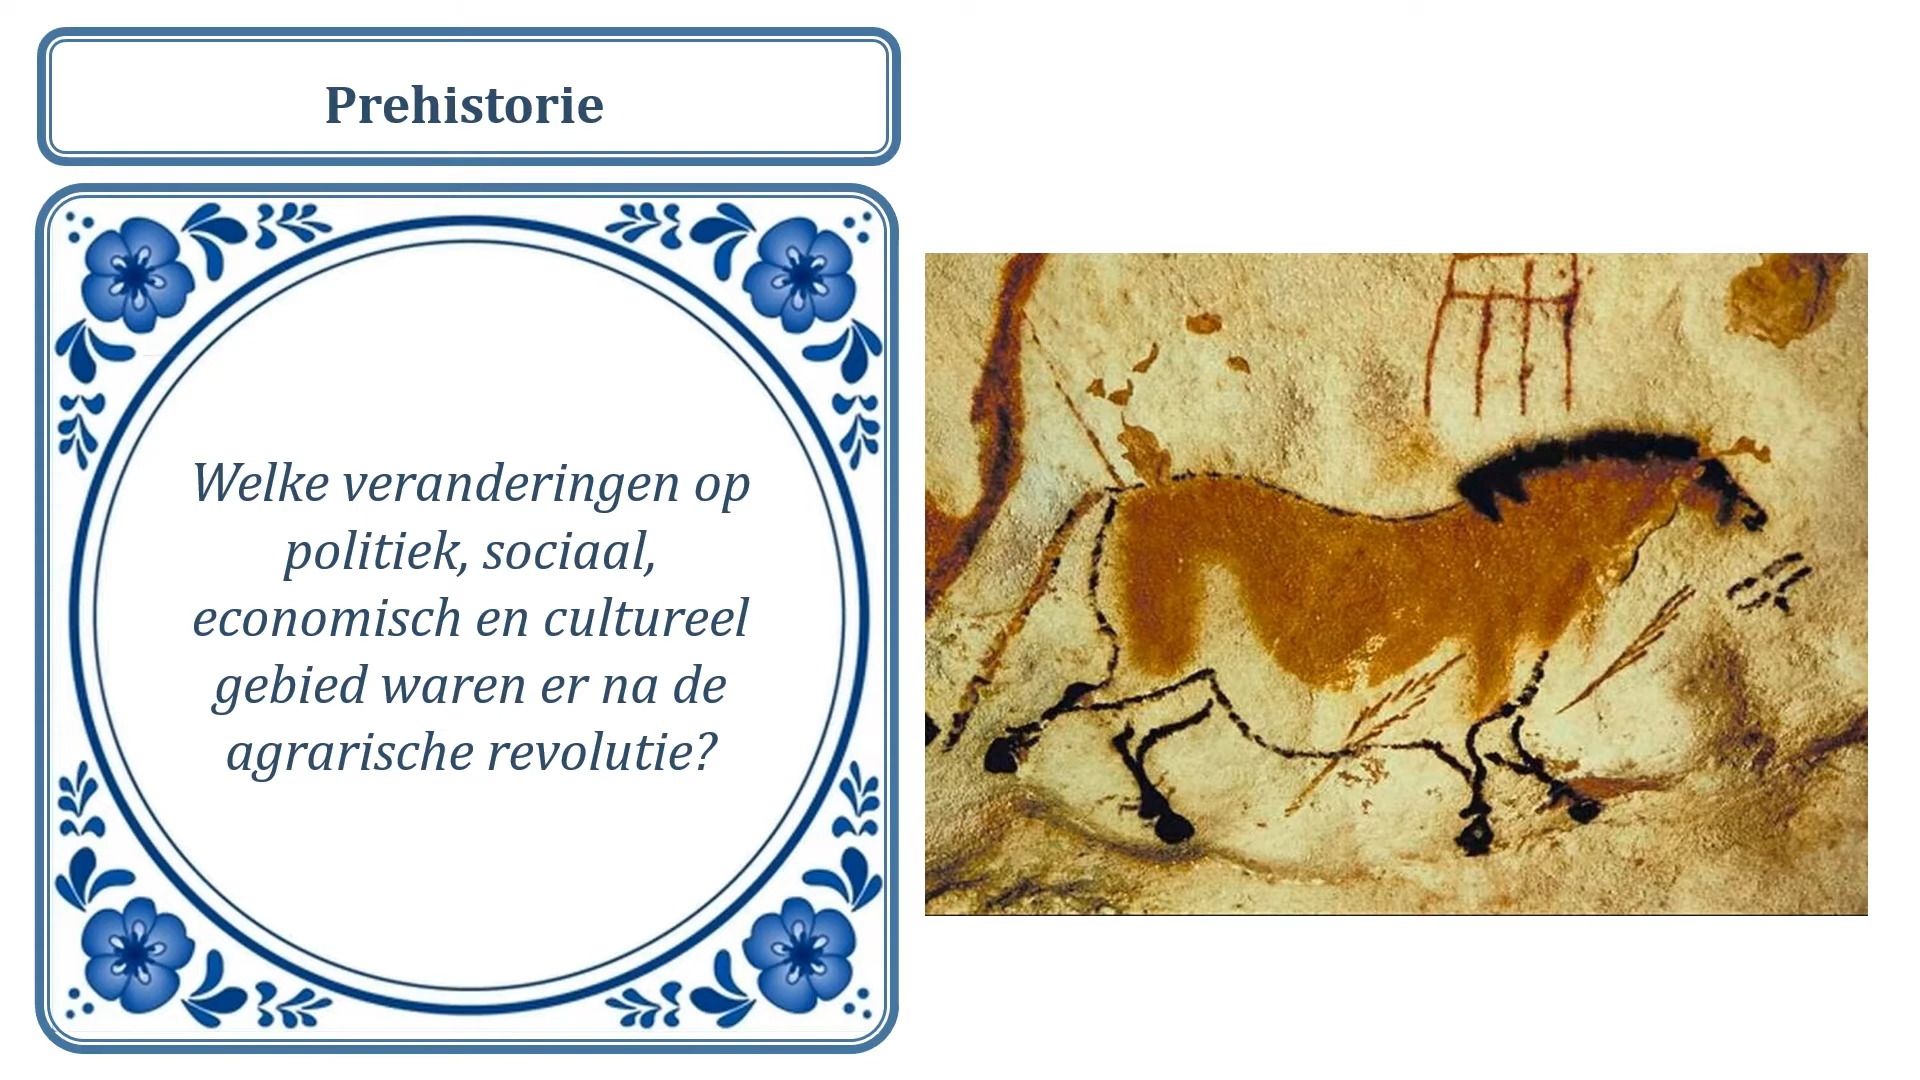 Prehistorie
Welke veranderingen op
politiek, sociaal,
economisch en cultureel
gebied waren er na de
agrarische revolutie?